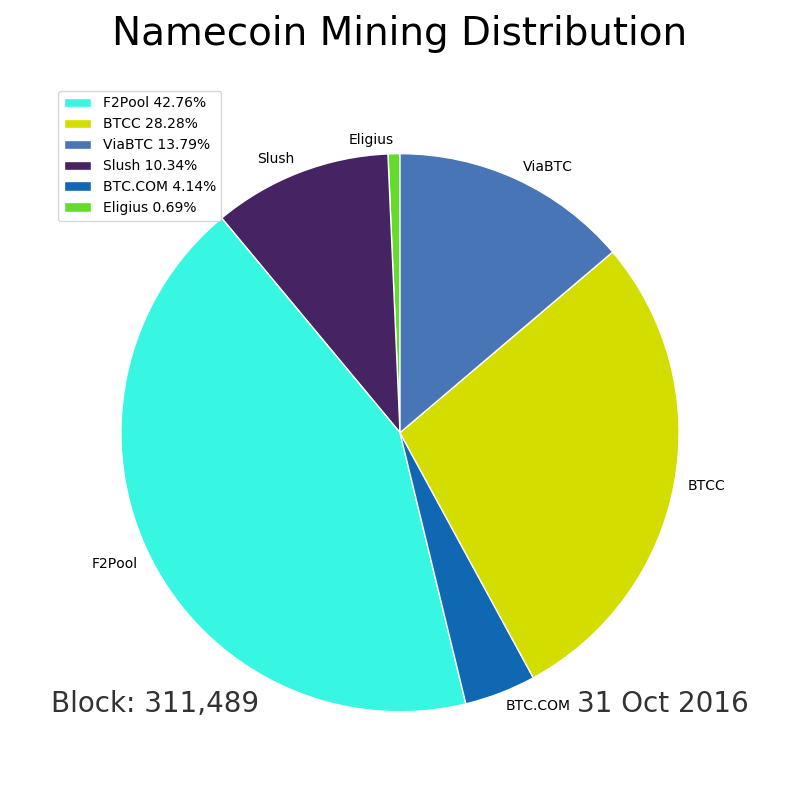 Namecoin Mining Distribution
F2Pool 42.76%
BTCC 28.28%
ViaBTC 13.79%
Slush 10.34%
BTC.COM 4.14%
Eligius 0.69%
Eligius
Slush
ViaBTC
BTCC
F2Pool
BTC.COM
Block: 311,489
31 Oct 2016